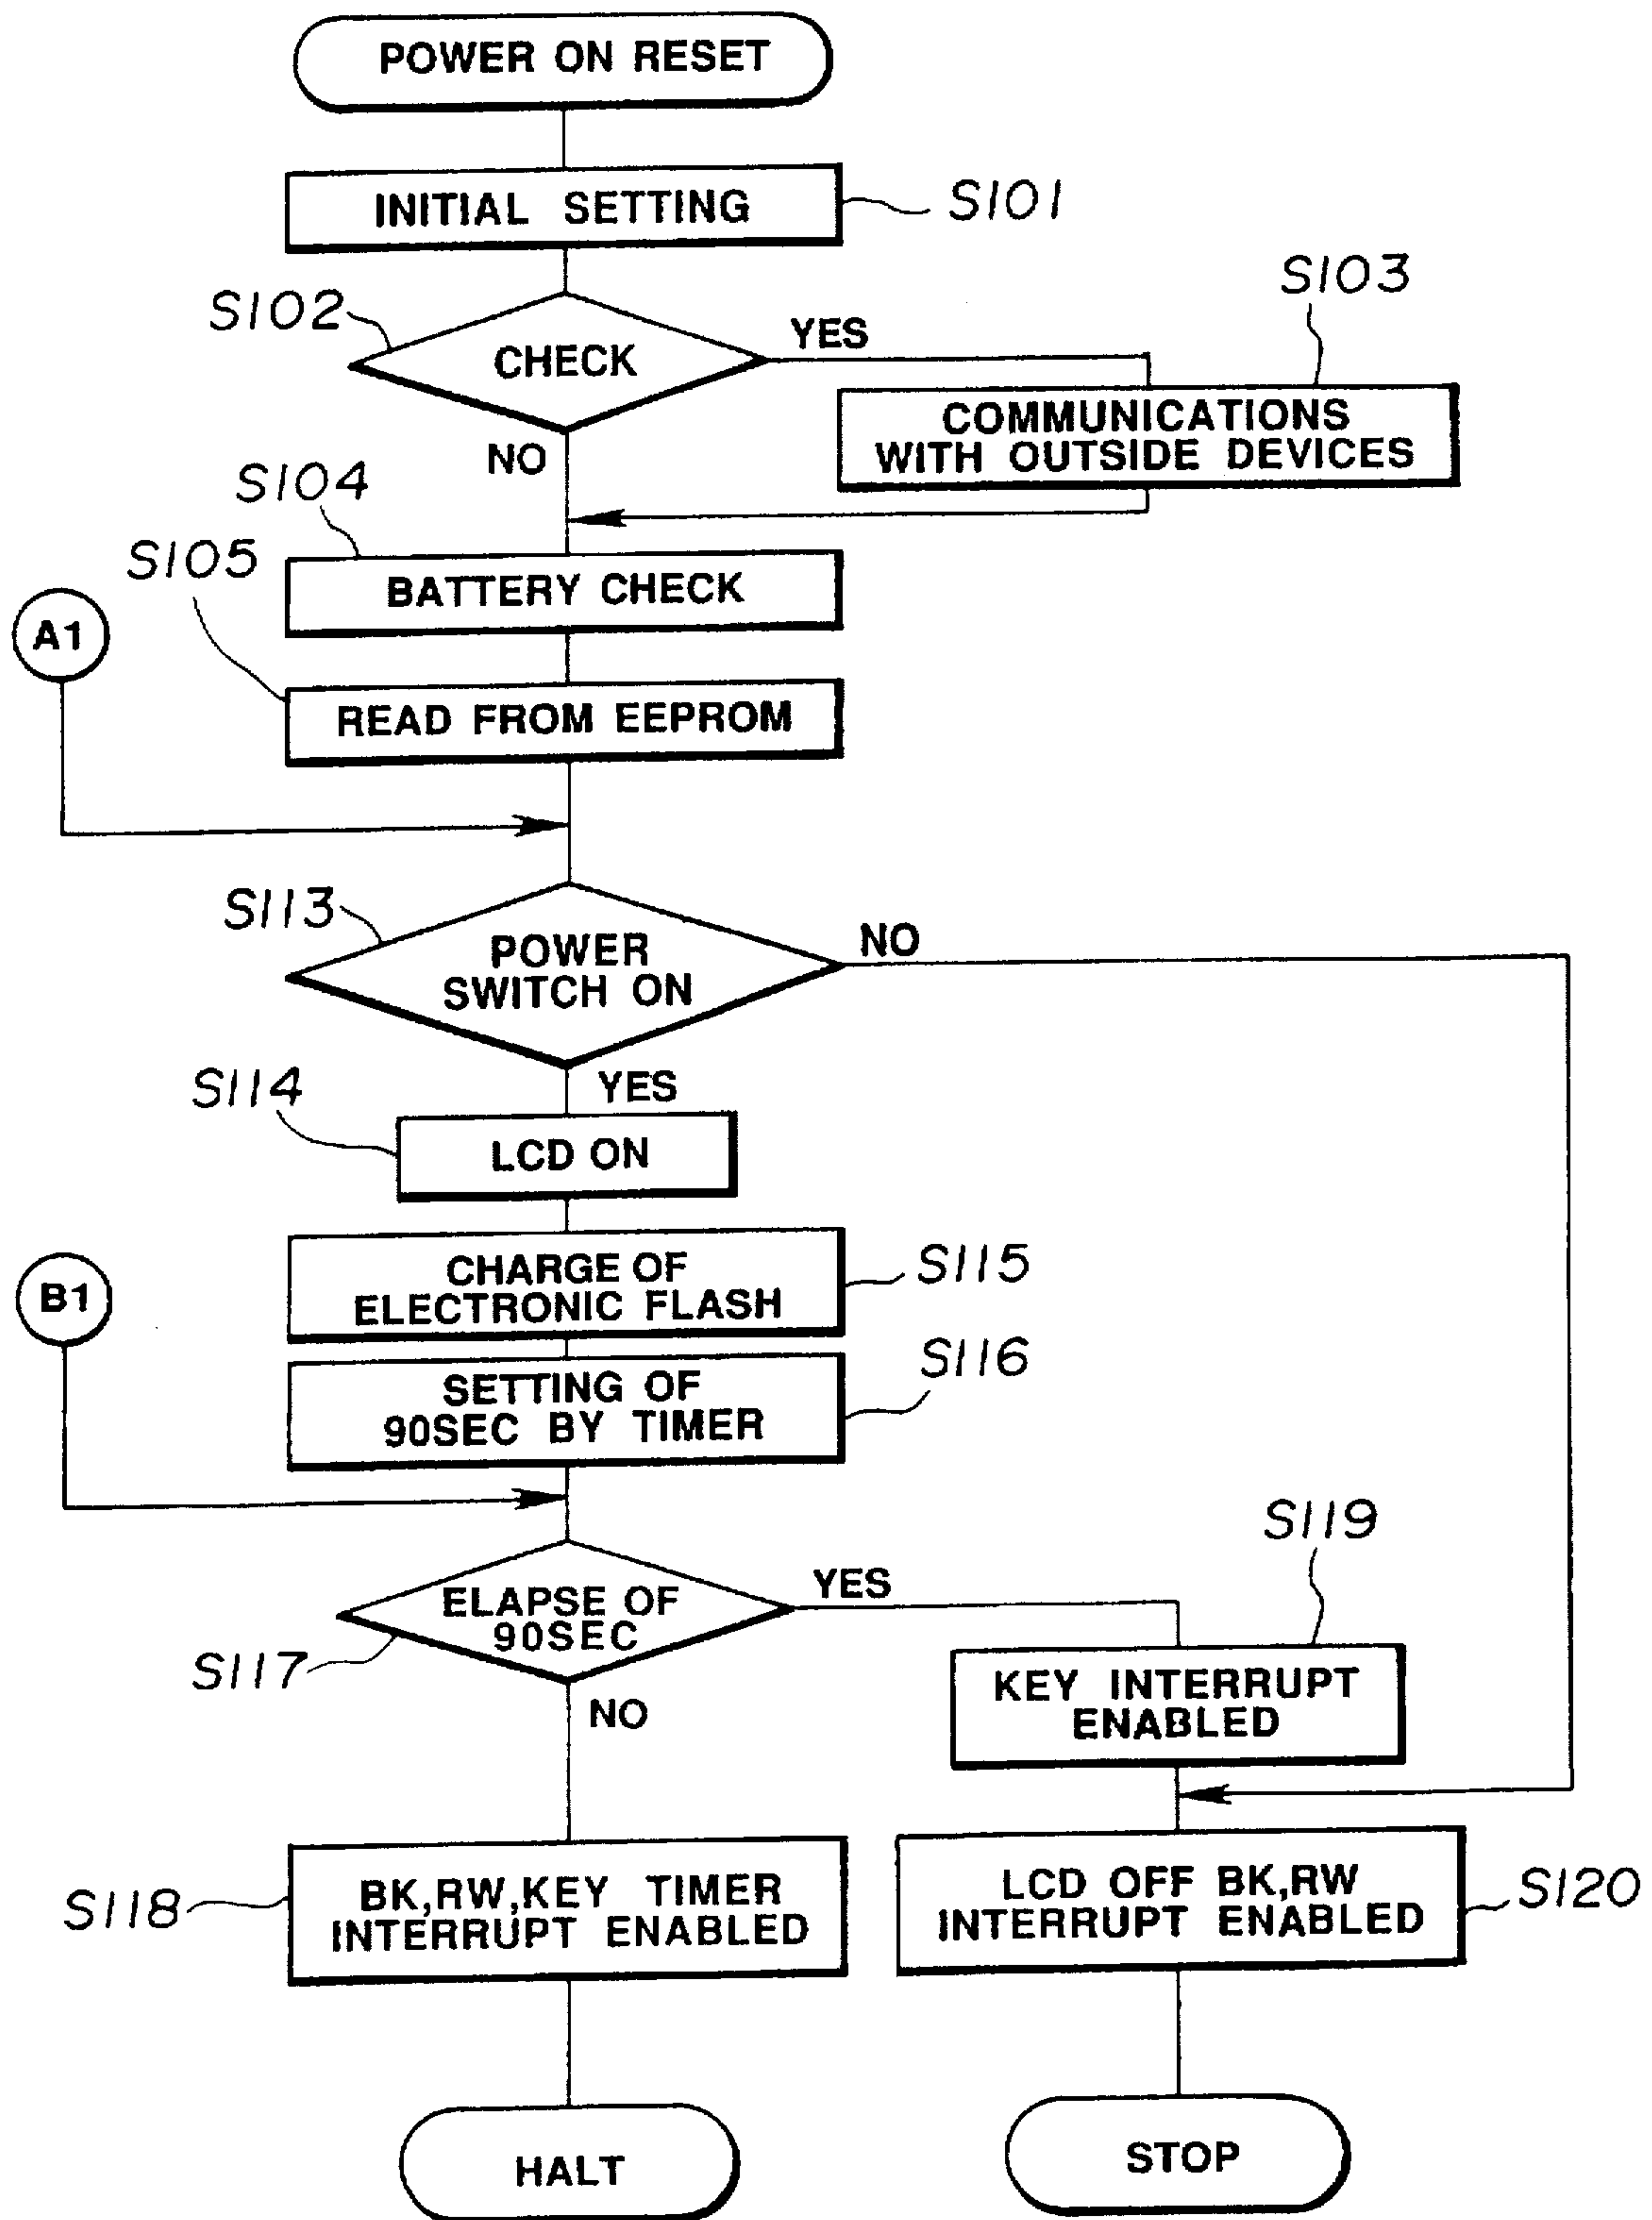 POWER ON RESET
INITIAL SETTING
S101
S102
CHECK
YES
S103
COMMUNICATIONS
WITH OUTSIDE DEVICES
NO
S104
BATTERY CHECK
S105
A1
READ FROM EEPROM
S113
POWER
SWITCH ON
NO
YES
S114
LCD ON
CHARGE OF
ELECTRONIC FLASH
S115
B1
SETTING OF
90SEC BY TIMER
S116
ELAPSE OF
90SEC
YES
S117
NO
S119
KEY INTERRUPT
ENABLED
S118
BK,RW,KEY TIMER
INTERRUPT ENABLED
LCD OFF BK,RW
INTERRUPT ENABLED
S120
HALT
STOP